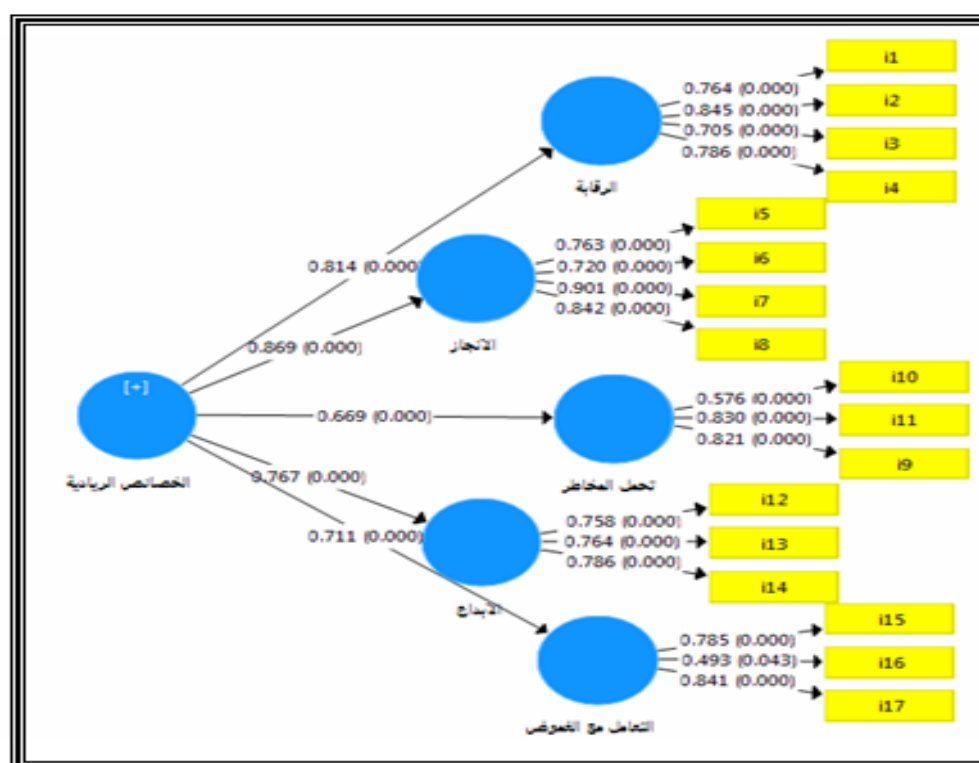 i1
0.764 (0.000)
i2
0.845 (0.000)
0.705 (0.000)
i3
0.786 (0.000)
i4
الرقابة
i5
0.763 (0.000)
i6
0.720 (0.000)
0.901 (0.000)
i7
0.842 (0.000)
i8
الانجاز
0.814 (0.000)
0.869 (0.000)
[+]
الخصائص الريادية
0.669 (0.000)
i10
0.576 (0.000)
0.830 (0.000)
i11
0.821 (0.000)
i9
تحمل المخاطر
0.767 (0.000)
0.711 (0.000)
i12
0.758 (0.000)
0.764 (0.000)
i13
0.786 (0.000)
i14
الابداع
i15
0.785 (0.000)
0.493 (0.043)
i16
0.841 (0.000)
i17
التعامل مع الغموض